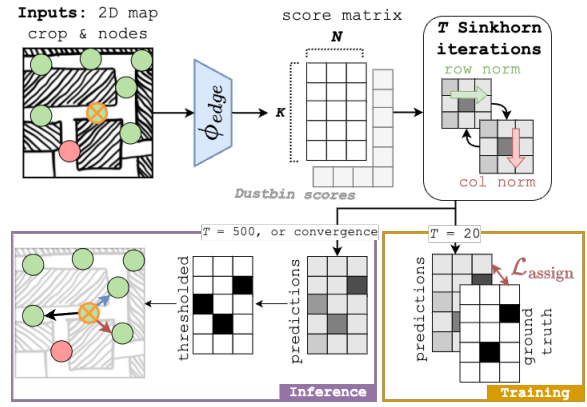 Inputs: 2D map
crop & nodes
score matrix
N
K
ϕedge
Dustbin scores
T Sinkhorn
iterations
row norm
col norm
T = 500, or convergence
T = 20
thresholded
predictions
Inference
predictions
ℒassign
ground
truth
Training